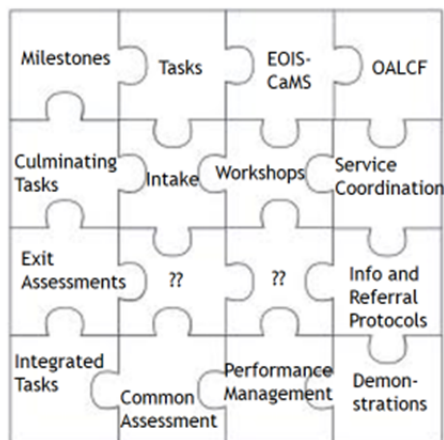 Milestones
Tasks
EOIS-
CaMS
OALCF
Culminating
Tasks
Intake
Workshops
Service
Coordination
Exit
Assessments
??
??
Info and
Referral
Protocols
Integrated
Tasks
Common
Assessment
Performance
Management
Demon-
strations